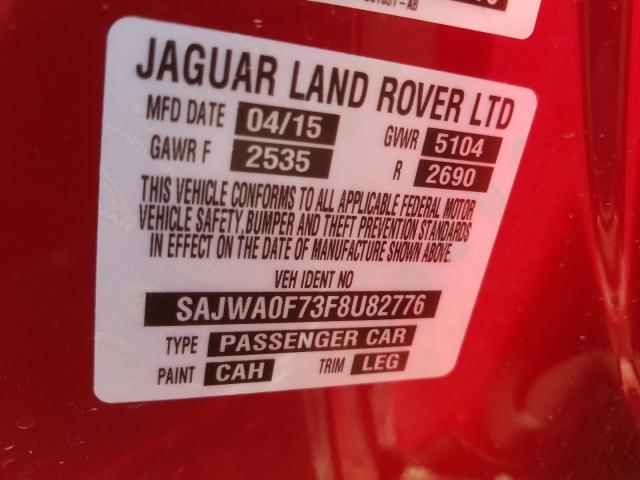 JAGUAR LAND ROVER LTD
MFD DATE 04/15 GVWR 5104
GAWR F 2535 R 2690
THIS VEHICLE CONFORMS TO ALL APPLICABLE FEDERAL MOTOR
VEHICLE SAFETY, BUMPER AND THEFT PREVENTION STANDARDS
IN EFFECT ON THE DATE OF MANUFACTURE SHOWN ABOVE.
VEH IDENT NO
SAJWA0F73F8U82776
TYPE PASSENGER CAR
PAINT CAH TRIM LEG